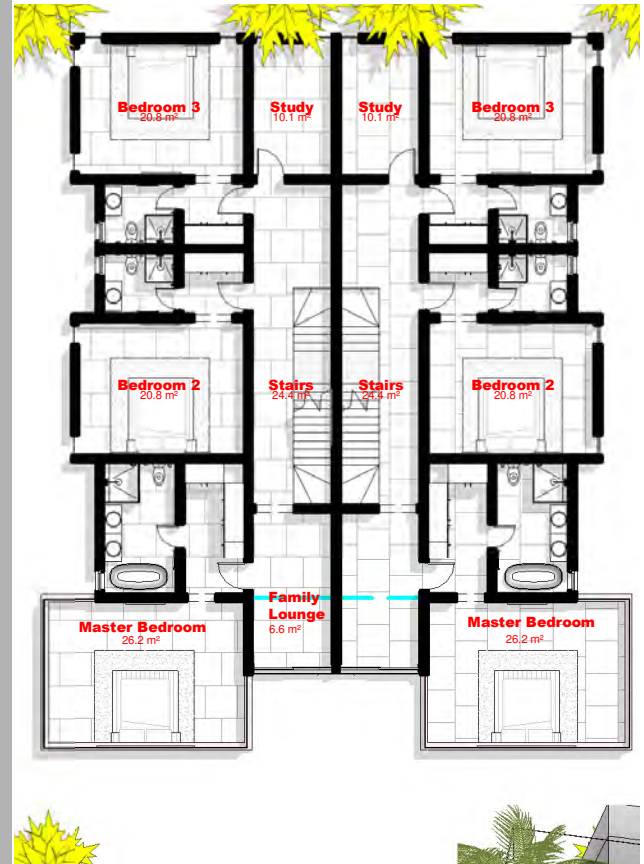 Bedroom 3
20.8 m²
Study
10.1 m²
Study
10.1 m²
Bedroom 3
20.8 m²
Bedroom 2
20.8 m²
Stairs
24.4 m²
Stairs
24.4 m²
Bedroom 2
20.8 m²
Master Bedroom
26.2 m²
Family
Lounge
6.6 m²
Master Bedroom
26.2 m²